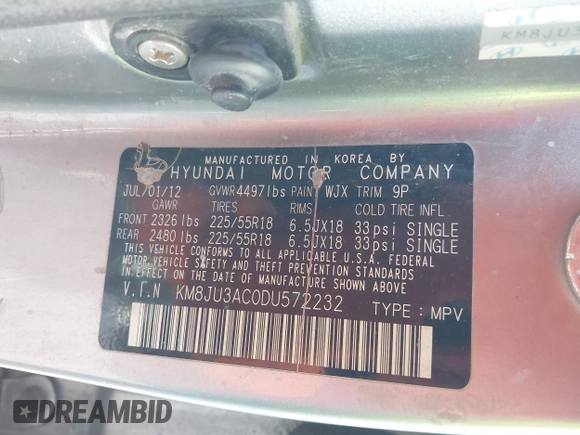 KM8JU3
MANUFACTURED IN KOREA BY
HYUNDAI MOTOR COMPANY
JUL/01/12 GVWR 4497lbs PAINT WJX TRIM 9P
GAWR TIRES RIMS COLD TIRE INFL
FRONT 2326 lbs 225/55R18 6.5JX18 33psi SINGLE
REAR 2480 lbs 225/55R18 6.5JX18 33psi SINGLE
THIS VEHICLE CONFORMS TO ALL APPLICABLE U.S.A. FEDERAL
MOTOR VEHICLE SAFETY STANDARDS IN EFFECT ON
THE DATE OF MANUFACTURE SHOWN ABOVE
V.I.N KM8JU3AC0DU572232 TYPE : MPV
DREAMBID